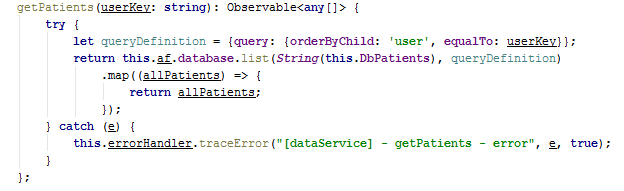 getPatients(userKey: string): Observable<any[]> {
    try {
        let queryDefinition = {query: {orderByChild: 'user', equalTo: userKey}};
        return this.af.database.list(String(this.DbPatients), queryDefinition)
            .map((allPatients) => {
                return allPatients;
            });
    } catch (e) {
        this.errorHandler.traceError("[dataService] - getPatients - error", e, true);
    }
};